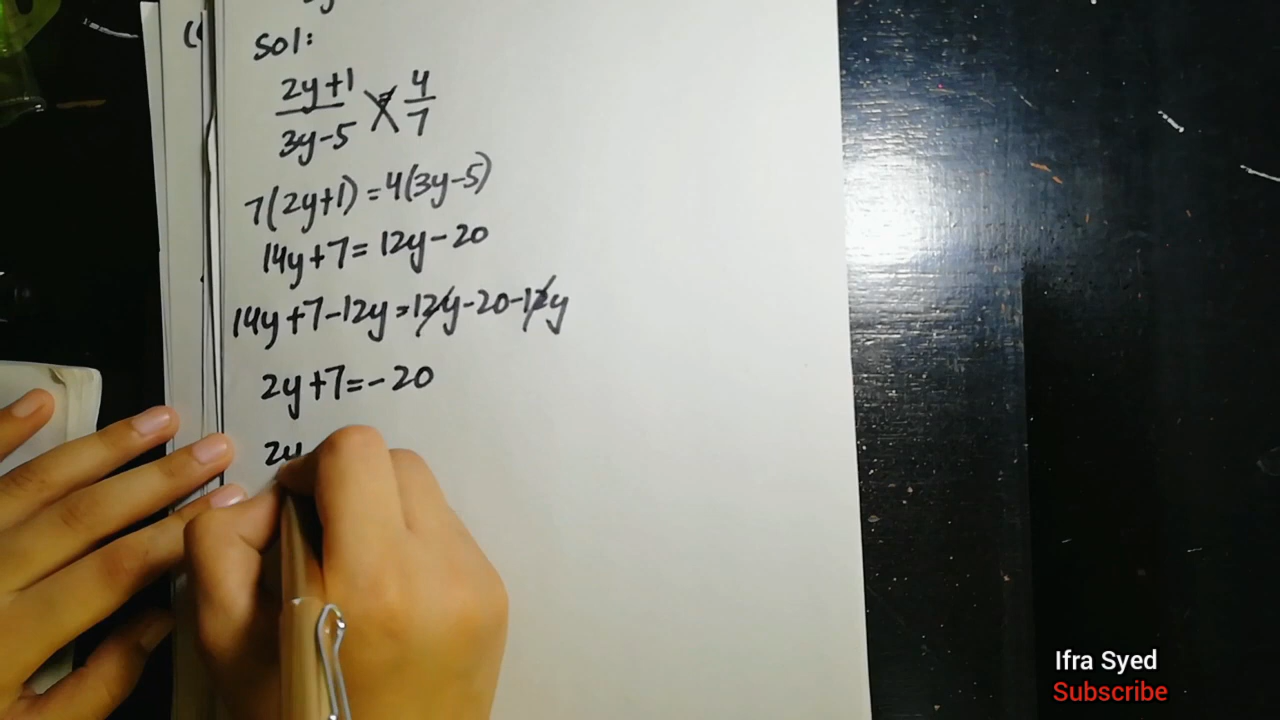 Sol:
2y+1/3y-5 = 4/7
7(2y+1)=4(3y-5)
14y+7=12y-20
14y+7-12y=12y-20-12y
2y+7=-20
2y
Ifra Syed
Subscribe